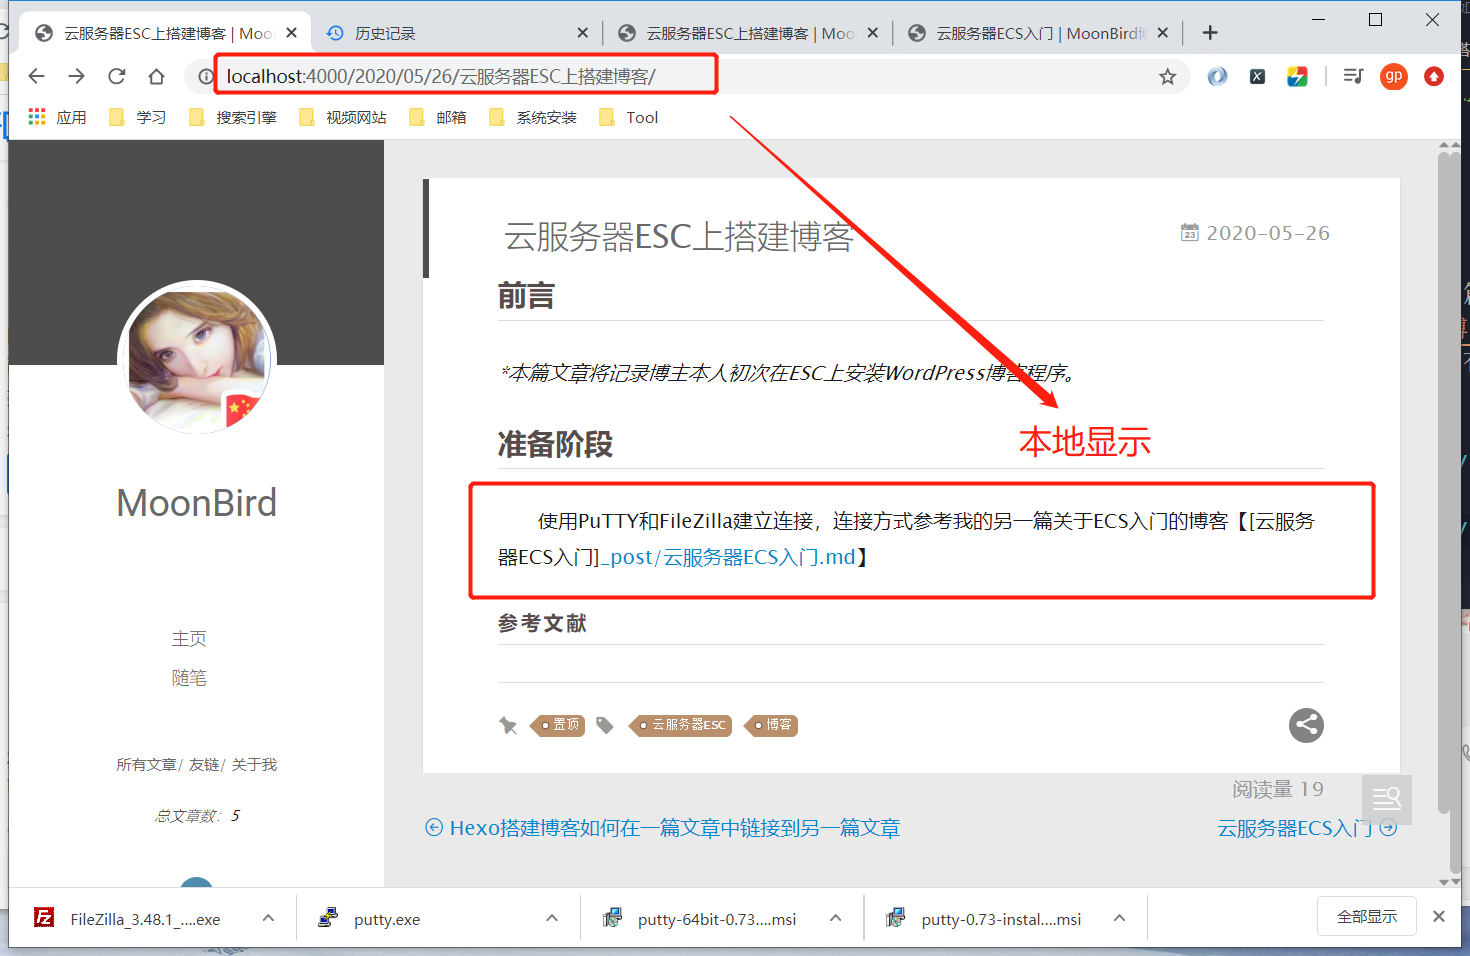 云服务器ESC上搭建博客 | Moo
历史记录
云服务器ESC上搭建博客 | Moo
云服务器ECS入门 | MoonBird
localhost:4000/2020/05/26/云服务器ESC上搭建博客/
gp
应用
学习
搜索引擎
视频网站
邮箱
系统安装
Tool
云服务器ESC上搭建博客
23
2020-05-26
前言
*本篇文章将记录博主本人初次在ESC上安装WordPress博客程序。
准备阶段
本地显示
使用PuTTY和FileZilla建立连接，连接方式参考我的另一篇关于ECS入门的博客【[云服务
器ECS入门]_post/云服务器ECS入门.md】
参考文献
置顶
云服务器ESC
博客
MoonBird
主页
随笔
所有文章/ 友链/ 关于我
总文章数： 5
阅读量 19
Hexo搭建博客如何在一篇文章中链接到另一篇文章
云服务器ECS入门
FileZilla_3.48.1_....exe
putty.exe
putty-64bit-0.73....msi
putty-0.73-instal....msi
全部显示